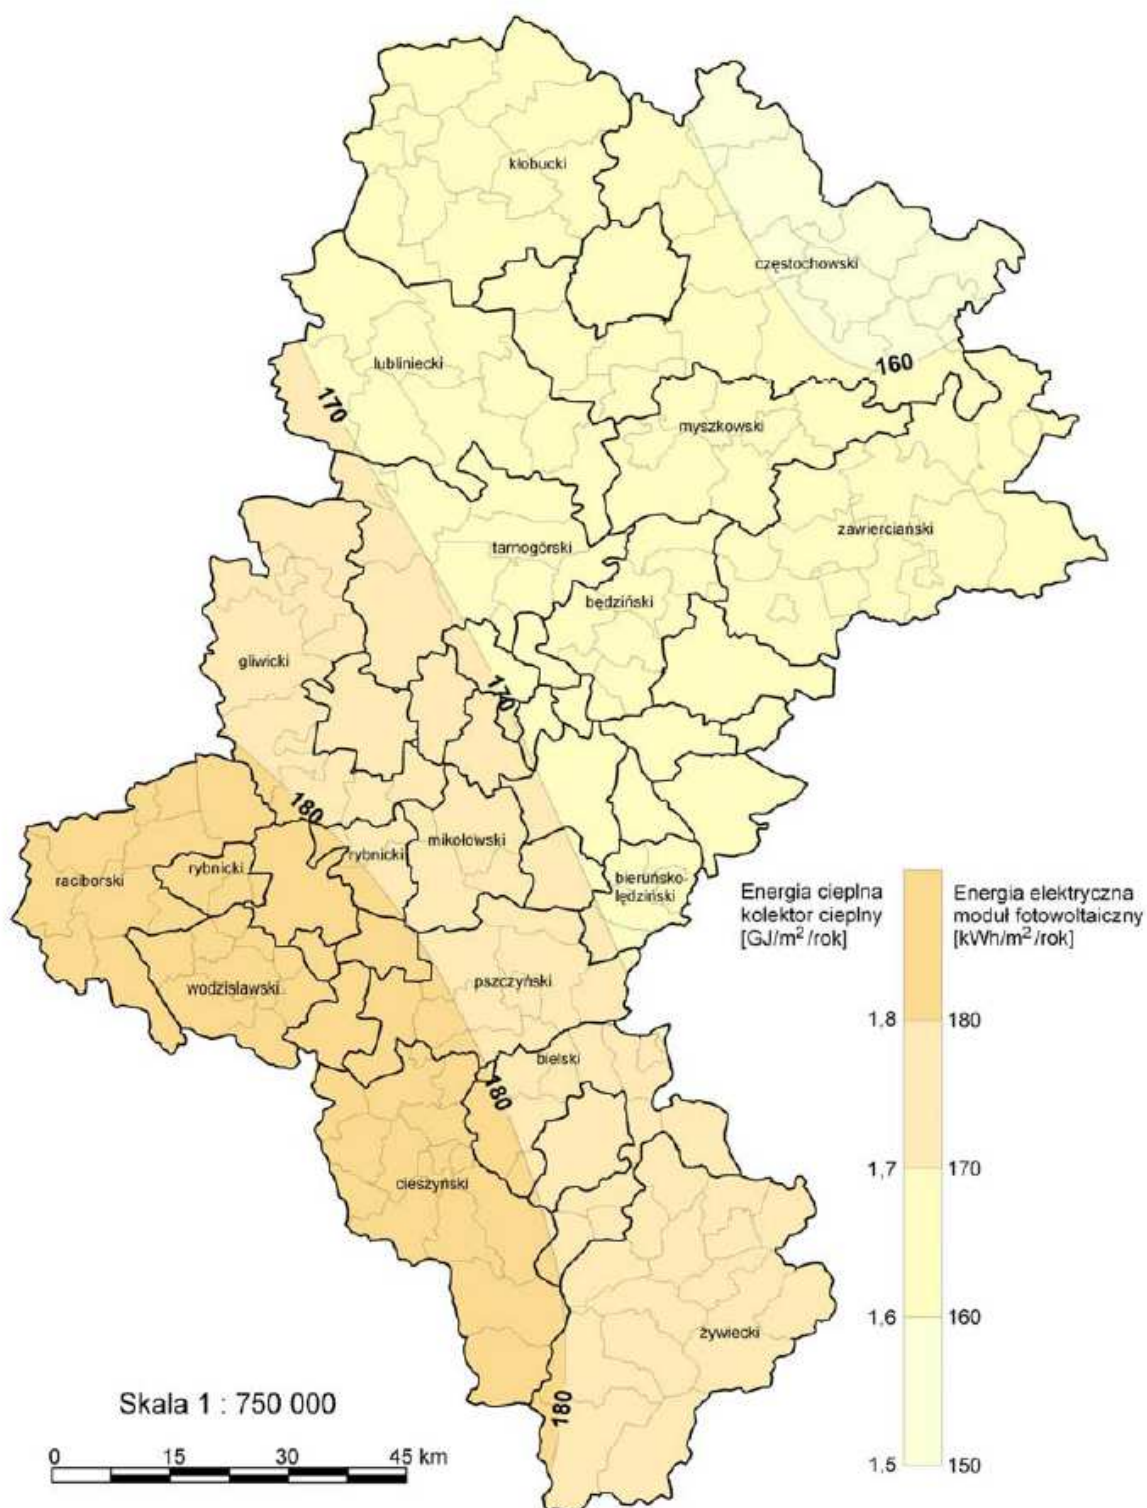 kłobucki
częstochowski
160
lubliniecki
170
myszkowski
zawierciański
tarnogórski
będziński
gliwicki
170
180
mikołowski
rybnicki
rybnicki
raciborski
bieruńsko-
lędziński
Energia cieplna
kolektor cieplny
[GJ/m²/rok]
Energia elektryczna
moduł fotowoltaiczny
[kWh/m²/rok]
wodzisławski
pszczyński
1,8
180
bielski
180
1,7
170
cieszyński
1,6
160
żywiecki
180
Skala 1 : 750 000
0 15 30 45 km
1,5
150